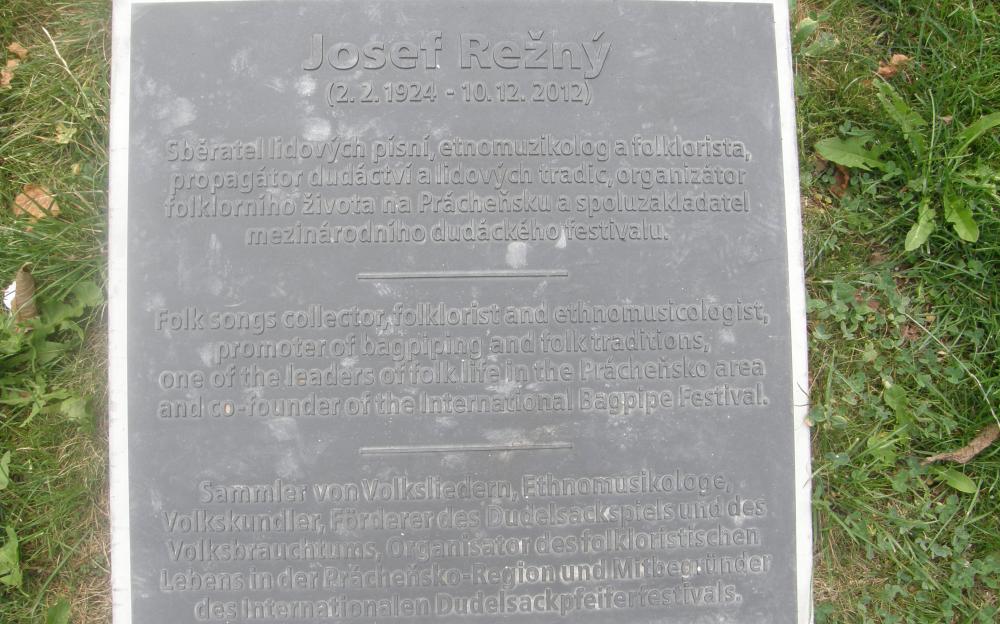 Josef Režný
(2. 2. 1924 - 10. 12. 2012)
Sběratel lidových písní, etnomuzikolog a folklorista,
propagátor dudáctví a lidových tradic, organizátor
folklorního života na Prácheňsku a spoluzakladatel
mezinárodního dudáckého festivalu.
Folk songs collector, folklorist and ethnomusicologist,
promoter of bagpiping and folk traditions,
one of the leaders of folk life in the Prácheňsko area
and co-founder of the International Bagpipe Festival.
Sammler von Volksliedern, Ethnomusikologe,
Volkskundler, Förderer des Dudelsackspiels und des
Volksbrauchtums, Organisator des folkloristischen
Lebens in der Prácheňsko-Region und Mitbegründer
des Internationalen Dudelsackpfeiferfestivals.